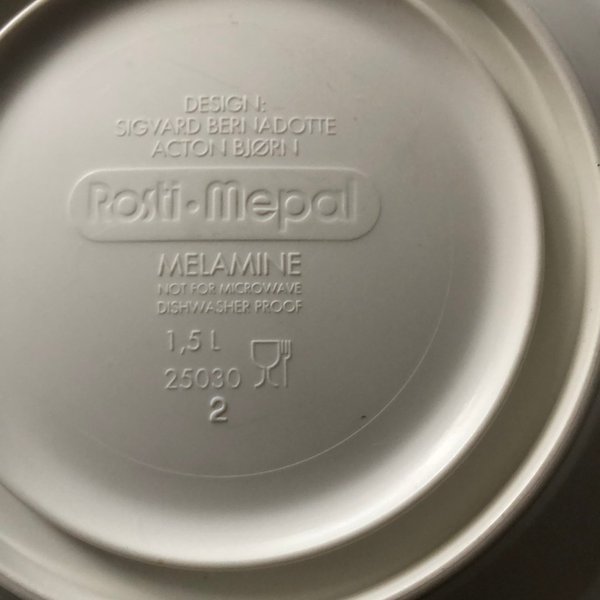 DESIGN:
SIGVARD BERNADOTTE
ACTON BJØRN
Rosti·Mepal
MELAMINE
NOT FOR MICROWAVE
DISHWASHER PROOF
1,5 L
25030
2